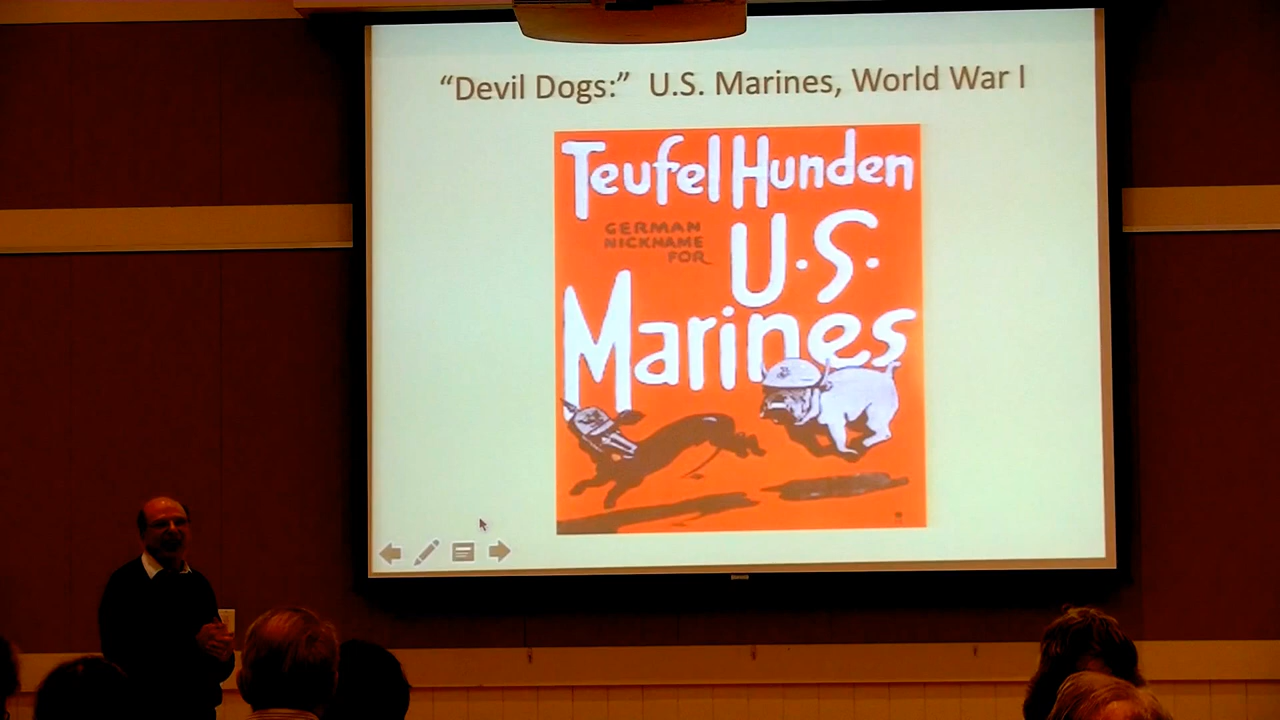 “Devil Dogs:” U.S. Marines, World War I
Teufel Hunden
GERMAN
NICKNAME
FOR
U.S.
Marines